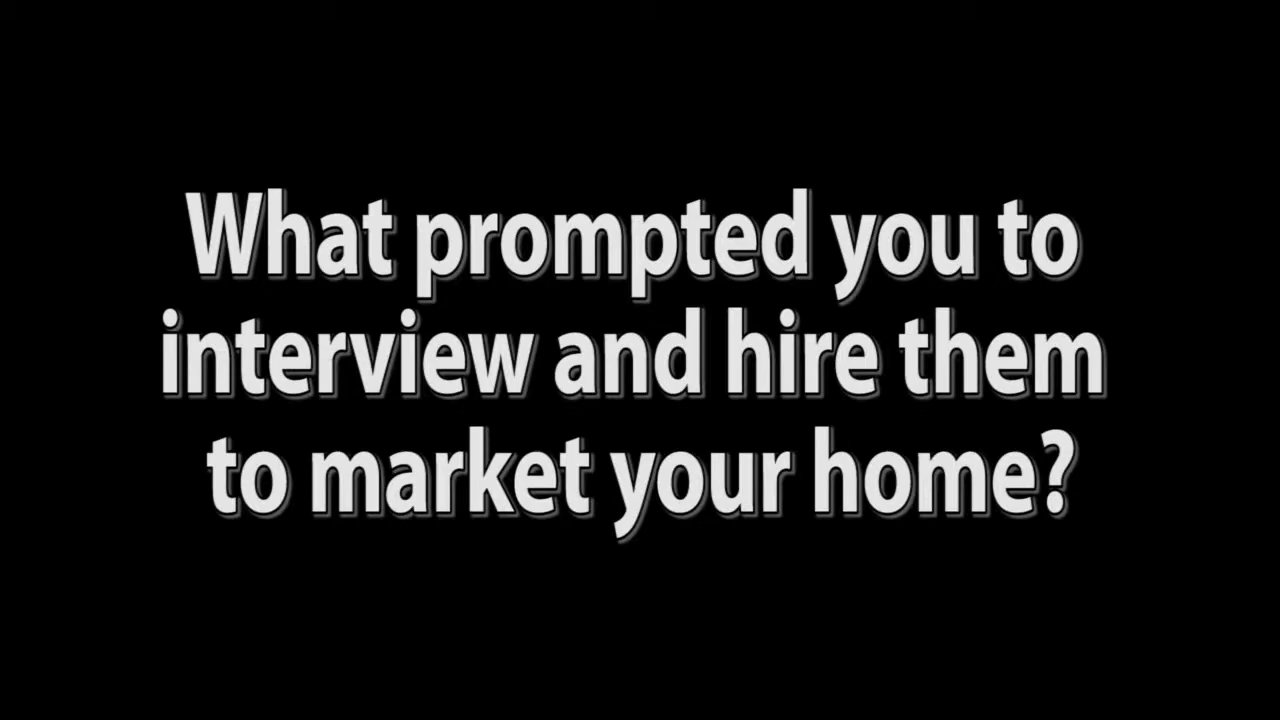 What prompted you to
interview and hire them
to market your home?